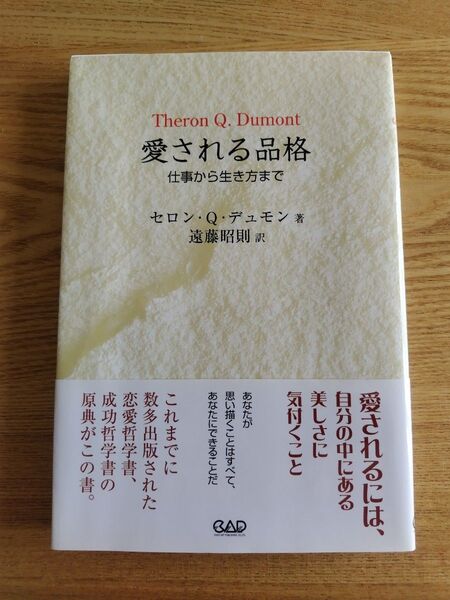 Theron Q. Dumont
愛される品格
仕事から生き方まで
セロン・Q・デュモン 著
遠藤昭則 訳
愛されるには、
自分の中にある
美しさに
気付くこと
あなたが
思い描くことはすべて、
あなたにできることだ
これまでに
数多出版された
恋愛哲学書、
成功哲学書の
原典がこの書。
CAP